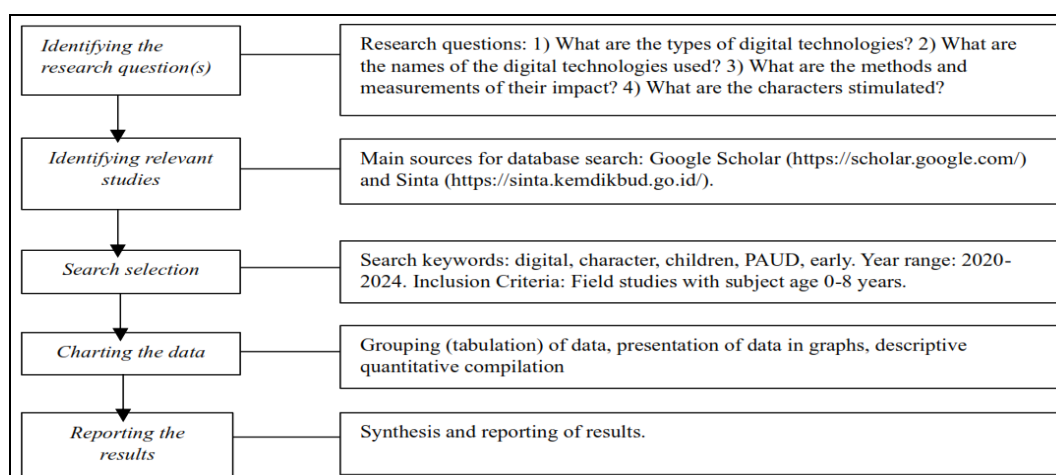 Identifying the
research question(s)
Research questions: 1) What are the types of digital technologies? 2) What are
the names of the digital technologies used? 3) What are the methods and
measurements of their impact? 4) What are the characters stimulated?
Identifying relevant
studies
Main sources for database search: Google Scholar (https://scholar.google.com/)
and Sinta (https://sinta.kemdikbud.go.id/).
Search selection
Search keywords: digital, character, children, PAUD, early. Year range: 2020-
2024. Inclusion Criteria: Field studies with subject age 0-8 years.
Charting the data
Grouping (tabulation) of data, presentation of data in graphs, descriptive
quantitative compilation
Reporting the
results
Synthesis and reporting of results.